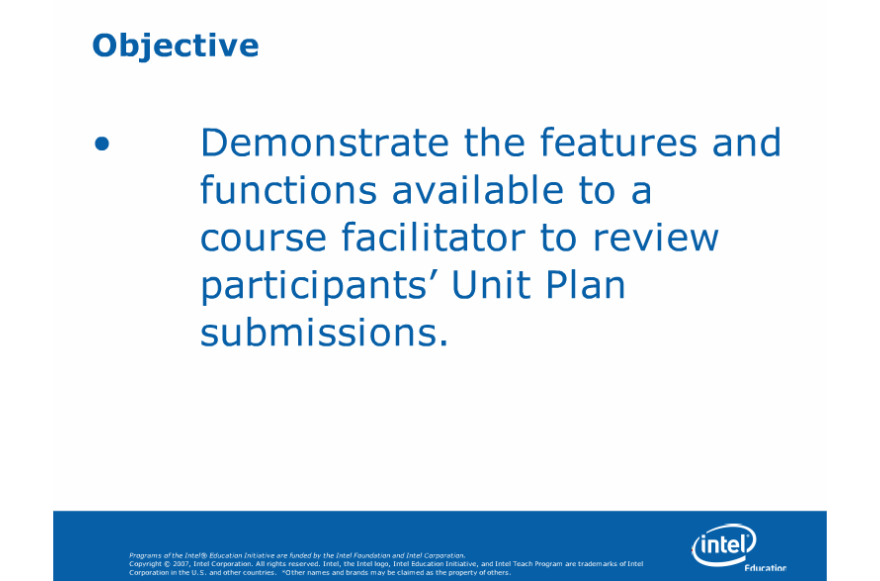 Objective
• Demonstrate the features and
functions available to a
course facilitator to review
participants’ Unit Plan
submissions.
Programs of the Intel® Education Initiative are funded by the Intel Foundation and Intel Corporation.
Copyright © 2007, Intel Corporation. All rights reserved. Intel, the Intel logo, Intel Education Initiative, and Intel Teach Program are trademarks of Intel
Corporation in the U.S. and other countries. *Other names and brands may be claimed as the property of others.
intel
Education